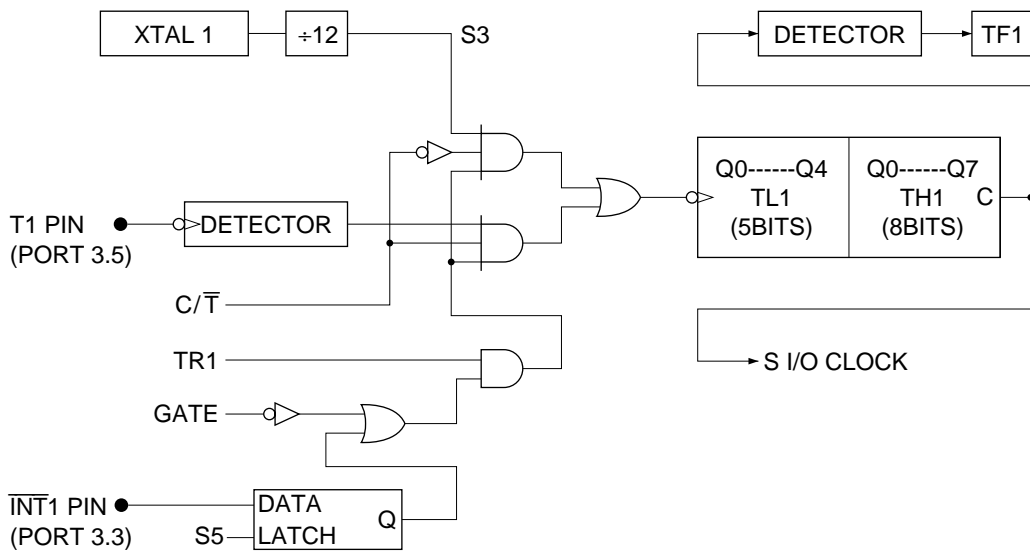 XTAL 1
÷12
S3
DETECTOR
TF1
Q0------Q4
TL1
(5BITS)
Q0------Q7
TH1
(8BITS)
C
T1 PIN
(PORT 3.5)
DETECTOR
C/T̅
TR1
S I/O CLOCK
GATE
I̅N̅T̅1 PIN
(PORT 3.3)
DATA
LATCH
Q
S5